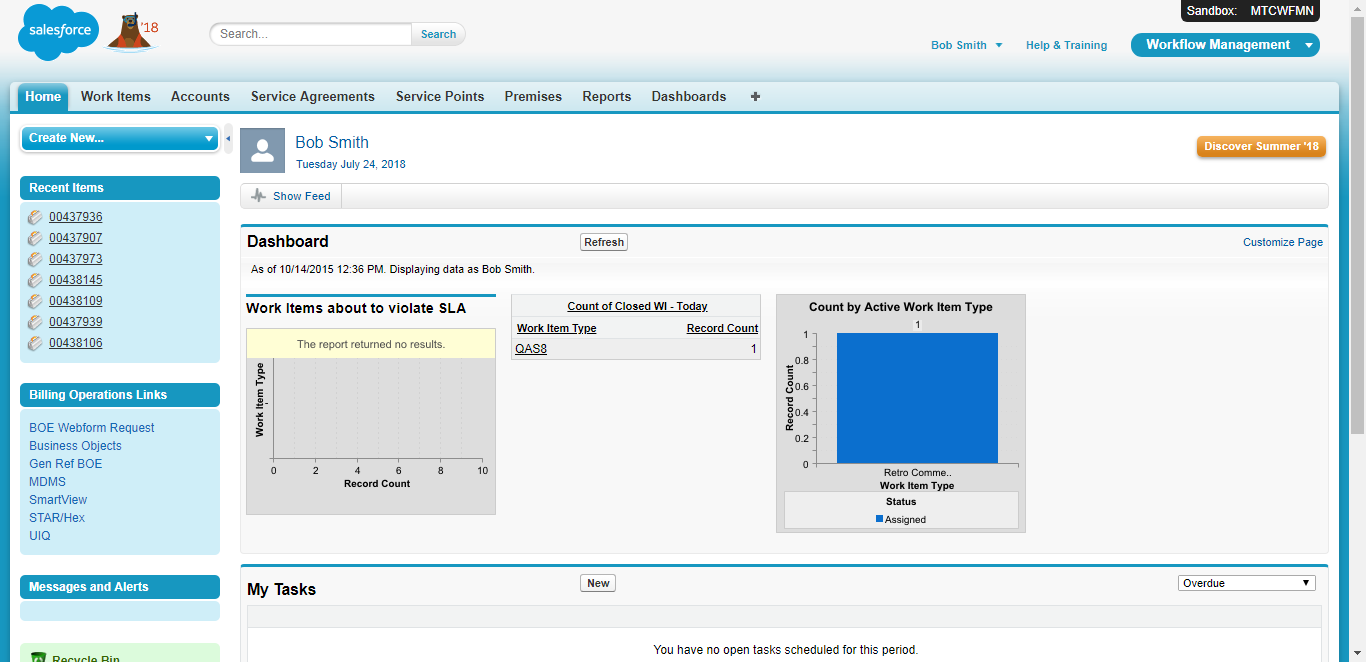 Sandbox: MTCWFMN
salesforce
'18
Search...
Search
Bob Smith
Help & Training
Workflow Management
Home
Work Items
Accounts
Service Agreements
Service Points
Premises
Reports
Dashboards
Create New...
Recent Items
00437936
00437907
00437973
00438145
00438109
00437939
00438106
Billing Operations Links
BOE Webform Request
Business Objects
Gen Ref BOE
MDMS
SmartView
STAR/Hex
UIQ
Messages and Alerts
Recycle Bin
Bob Smith
Tuesday July 24, 2018
Discover Summer '18
Show Feed
Dashboard
Refresh
Customize Page
As of 10/14/2015 12:36 PM. Displaying data as Bob Smith.
Work Items about to violate SLA
The report returned no results.
Work Item Type
-
0 2 4 6 8 10
Record Count
Count of Closed WI - Today
Work Item Type Record Count
QAS8 1
Count by Active Work Item Type
1
Record Count
1
0.8
0.6
0.4
0.2
0
Retro Comme..
Work Item Type
Status
Assigned
My Tasks
New
Overdue
You have no open tasks scheduled for this period.